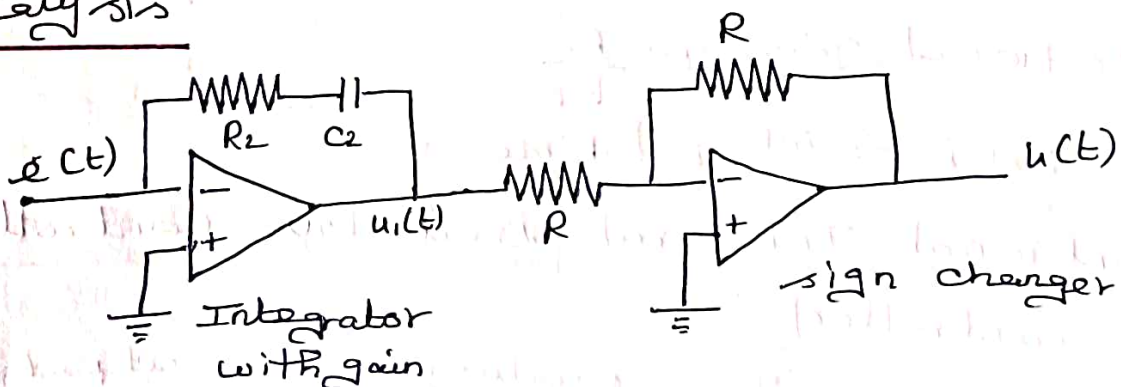 R
R2 C2
e(t)
-
+
u1(t)
R
-
+
u(t)
Integrator
with gain
sign changer